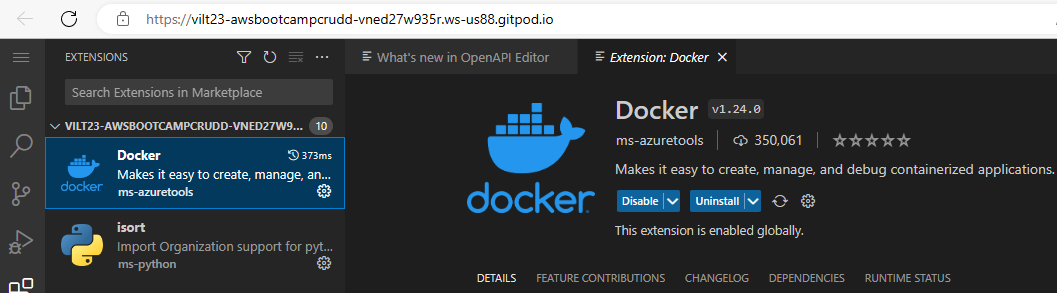 https://vilt23-awsbootcampcrudd-vned27w935r.ws-us88.gitpod.io
EXTENSIONS
Search Extensions in Marketplace
VILT23-AWSBOOTCAMPCRUDD-VNED27W9... 10
Docker 373ms
Makes it easy to create, manage, an...
ms-azuretools
docker
isort
Import Organization support for pyt...
ms-python
What's new in OpenAPI Editor
Extension: Docker
docker.
Docker v1.24.0
ms-azuretools 350,061
Makes it easy to create, manage, and debug containerized applications.
Disable Uninstall
This extension is enabled globally.
DETAILS FEATURE CONTRIBUTIONS CHANGELOG DEPENDENCIES RUNTIME STATUS